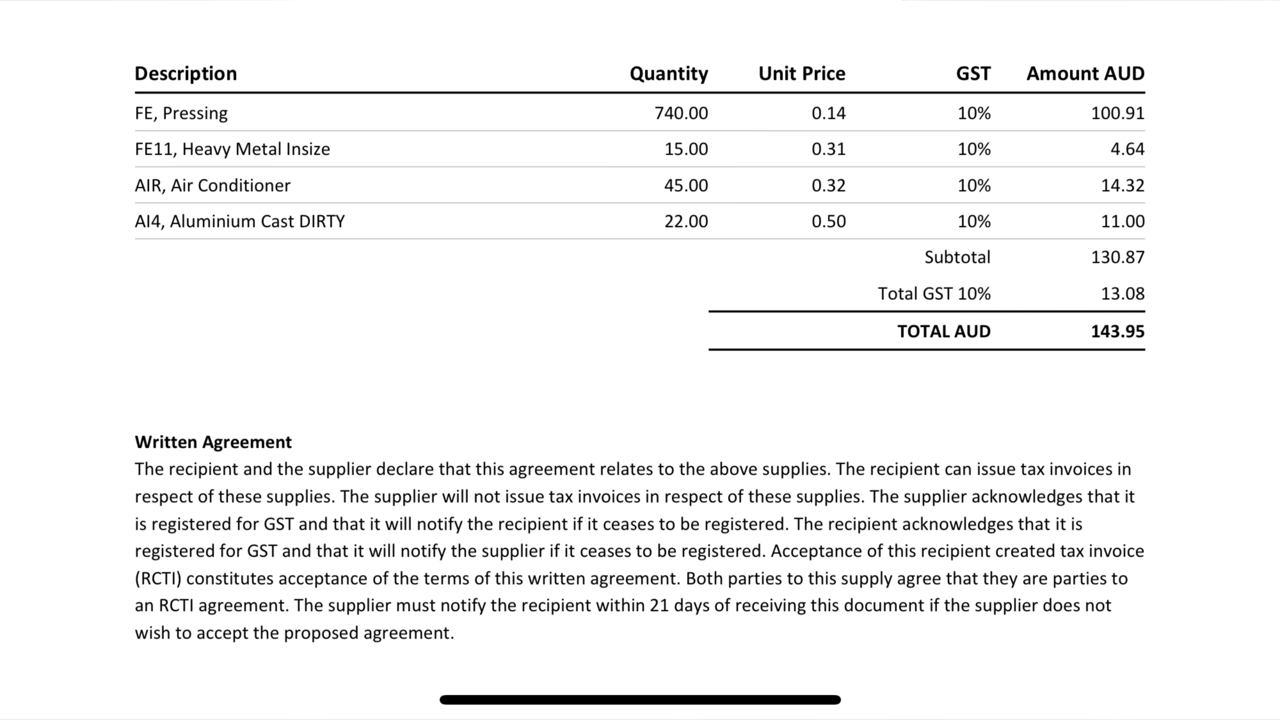 Description Quantity Unit Price GST Amount AUD
FE, Pressing 740.00 0.14 10% 100.91
FE11, Heavy Metal Insize 15.00 0.31 10% 4.64
AIR, Air Conditioner 45.00 0.32 10% 14.32
AI4, Aluminium Cast DIRTY 22.00 0.50 10% 11.00
Subtotal 130.87
Total GST 10% 13.08
TOTAL AUD 143.95
Written Agreement
The recipient and the supplier declare that this agreement relates to the above supplies. The recipient can issue tax invoices in
respect of these supplies. The supplier will not issue tax invoices in respect of these supplies. The supplier acknowledges that it
is registered for GST and that it will notify the recipient if it ceases to be registered. The recipient acknowledges that it is
registered for GST and that it will notify the supplier if it ceases to be registered. Acceptance of this recipient created tax invoice
(RCTI) constitutes acceptance of the terms of this written agreement. Both parties to this supply agree that they are parties to
an RCTI agreement. The supplier must notify the recipient within 21 days of receiving this document if the supplier does not
wish to accept the proposed agreement.